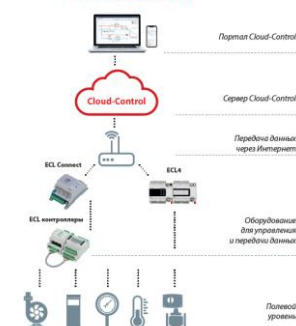 Портал Cloud-Control
Cloud-Control
Сервер Cloud-Control
Передача данных
через Интернет
ECL Connect
ECL4
ECL контроллеры
Оборудование
для управления
и передачи данных
Полевой
уровень